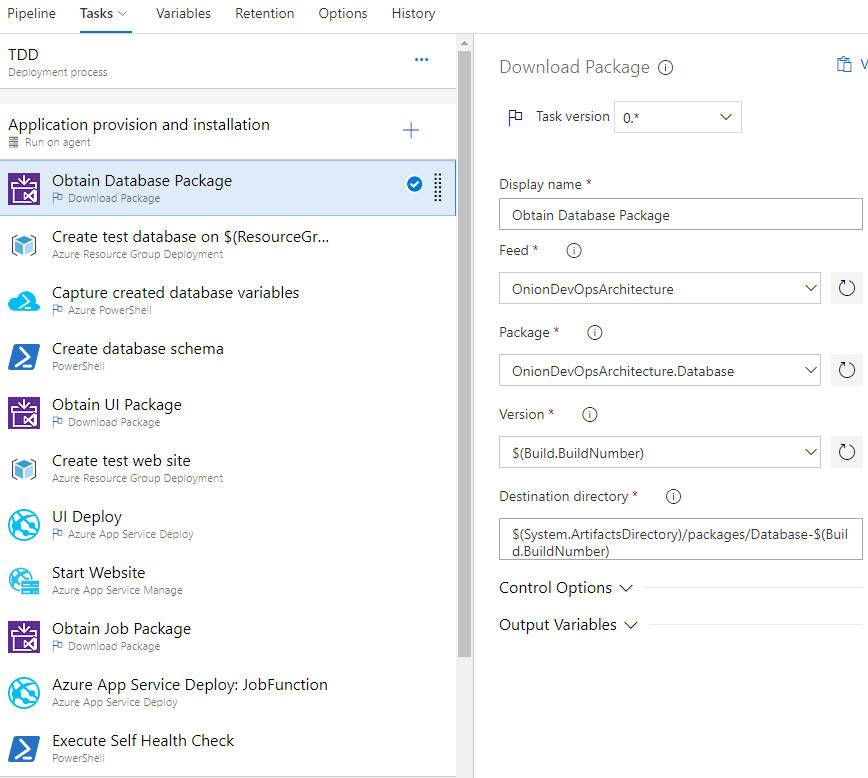 Pipeline
Tasks
Variables
Retention
Options
History
TDD
Deployment process
Application provision and installation
Run on agent
Obtain Database Package
Download Package
Create test database on $(ResourceGr...
Azure Resource Group Deployment
Capture created database variables
Azure PowerShell
Create database schema
PowerShell
Obtain UI Package
Download Package
Create test web site
Azure Resource Group Deployment
UI Deploy
Azure App Service Deploy
Start Website
Azure App Service Manage
Obtain Job Package
Download Package
Azure App Service Deploy: JobFunction
Azure App Service Deploy
Execute Self Health Check
PowerShell
Download Package
V
Task version
0.*
Display name *
Obtain Database Package
Feed *
OnionDevOpsArchitecture
Package *
OnionDevOpsArchitecture.Database
Version *
$(Build.BuildNumber)
Destination directory *
$(System.ArtifactsDirectory)/packages/Database-$(Buil
d.BuildNumber)
Control Options
Output Variables